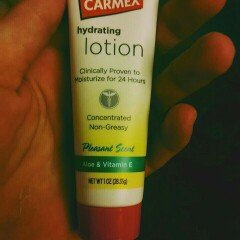 CARMEX
hydrating
lotion
Clinically Proven to
Moisturize for 24 Hours
Concentrated
Non-Greasy
Pleasant Scent
Aloe & Vitamin E
NET WT 1 OZ (28.35g)